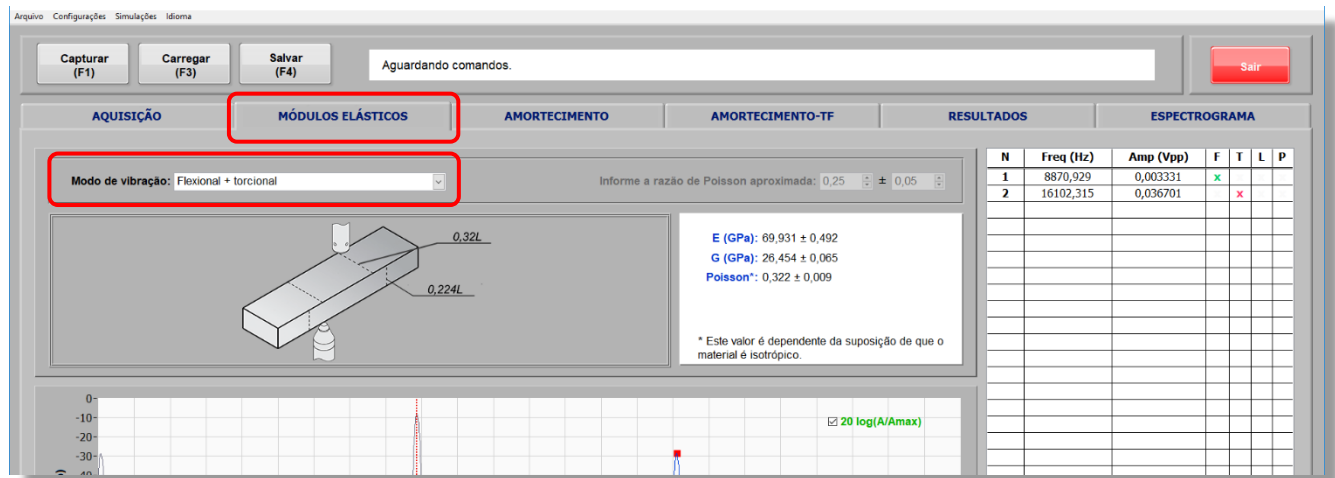 Arquivo Configurações Simulações Idioma
Capturar (F1)
Carregar (F3)
Salvar (F4)
Aguardando comandos.
Sair
AQUISIÇÃO MÓDULOS ELÁSTICOS AMORTECIMENTO AMORTECIMENTO-TF RESULTADOS ESPECTROGRAMA
Modo de vibração: Flexional + torcional
Informe a razão de Poisson aproximada: 0,25 ± 0,05
0,32L
0,224L
E (GPa): 69,931 ± 0,492
G (GPa): 26,454 ± 0,065
Poisson*: 0,322 ± 0,009
* Este valor é dependente da suposição de que o
material é isotrópico.
N Freq (Hz) Amp (Vpp) F T L P
1 8870,929 0,003331 x
2 16102,315 0,036701 x
0
-10
-20
-30
20 log(A/Amax)